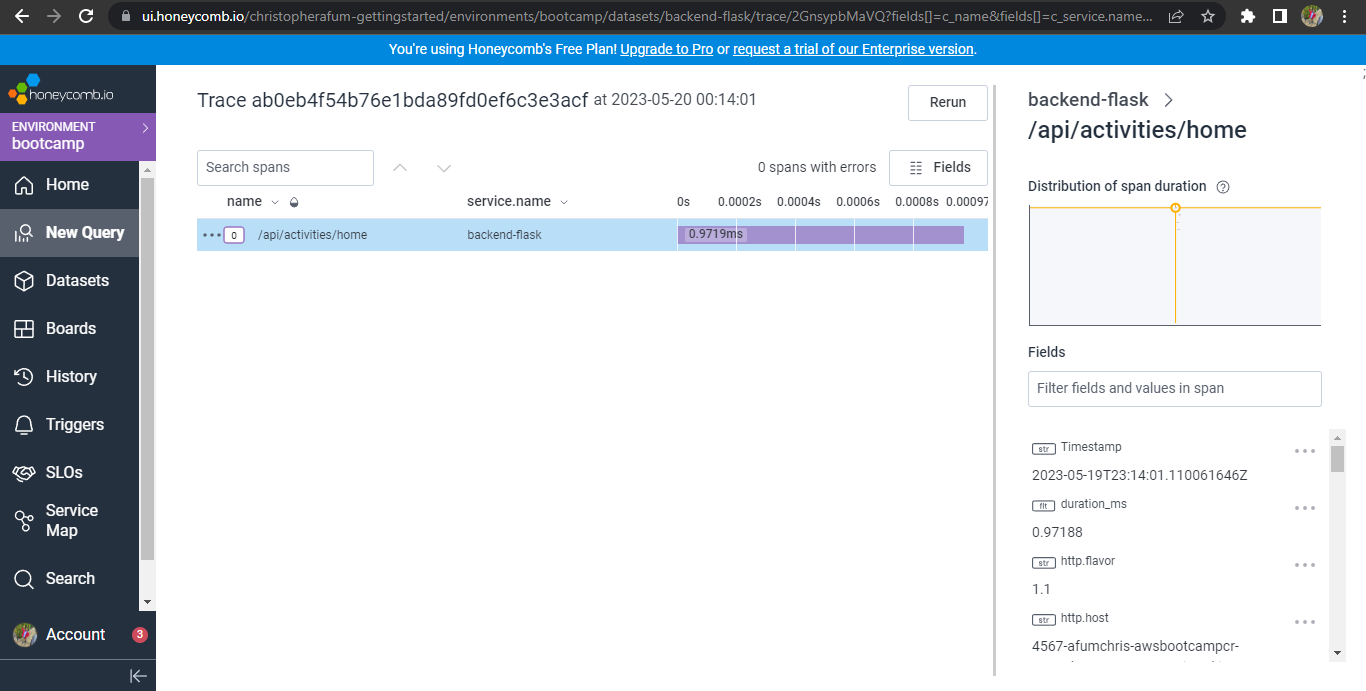 ui.honeycomb.io/christopherafum-gettingstarted/environments/bootcamp/datasets/backend-flask/trace/2GnsypbMaVQ?fields[]=c_name&fields[]=c_service.name...
You're using Honeycomb's Free Plan! Upgrade to Pro or request a trial of our Enterprise version.
honeycomb.io
ENVIRONMENT
bootcamp
Home
New Query
Datasets
Boards
History
Triggers
SLOs
Service
Map
Search
Account 3
Trace ab0eb4f54b76e1bda89fd0ef6c3e3acf at 2023-05-20 00:14:01
Rerun
Search spans
0 spans with errors
Fields
name service.name 0s 0.0002s 0.0004s 0.0006s 0.0008s 0.00097
0 /api/activities/home backend-flask 0.9719ms
backend-flask
/api/activities/home
Distribution of span duration
Fields
Filter fields and values in span
str Timestamp
2023-05-19T23:14:01.110061646Z
flt duration_ms
0.97188
str http.flavor
1.1
str http.host
4567-afumchris-awsbootcampcr-